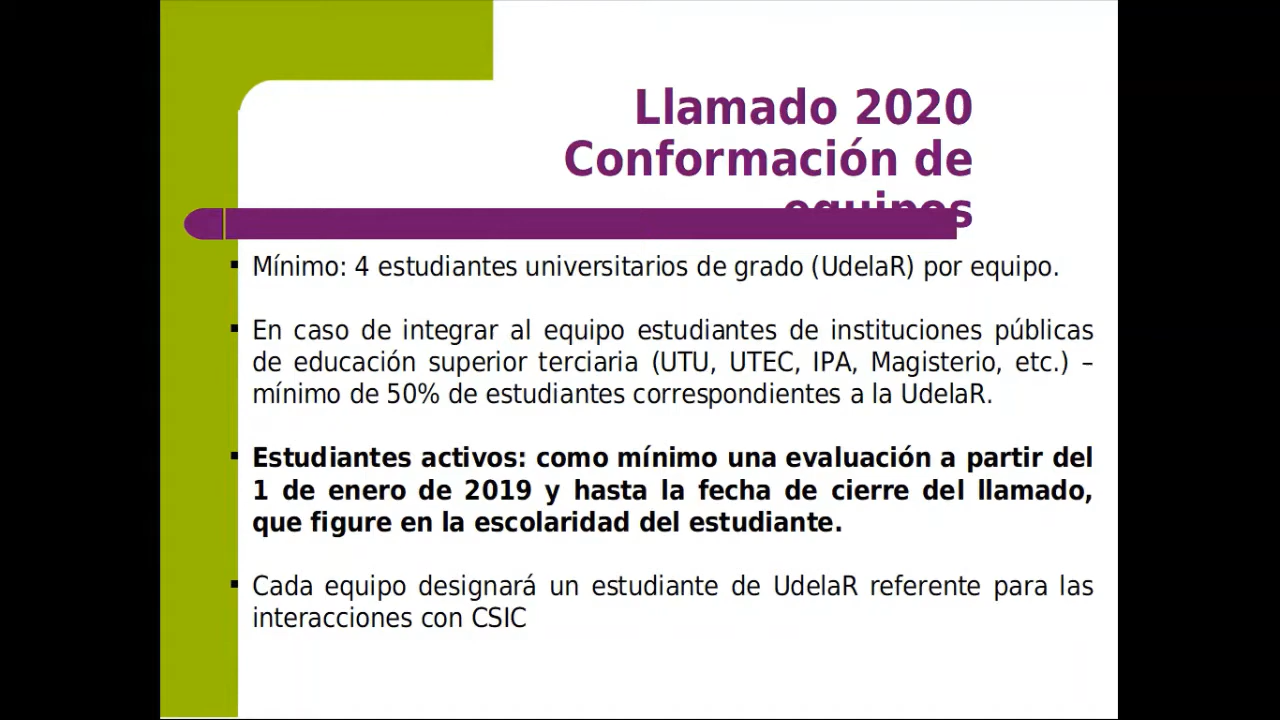 Llamado 2020
Conformación de
equipos
▪ Mínimo: 4 estudiantes universitarios de grado (UdelaR) por equipo.
▪ En caso de integrar al equipo estudiantes de instituciones públicas
de educación superior terciaria (UTU, UTEC, IPA, Magisterio, etc.) –
mínimo de 50% de estudiantes correspondientes a la UdelaR.
▪ Estudiantes activos: como mínimo una evaluación a partir del
1 de enero de 2019 y hasta la fecha de cierre del llamado,
que figure en la escolaridad del estudiante.
▪ Cada equipo designará un estudiante de UdelaR referente para las
interacciones con CSIC